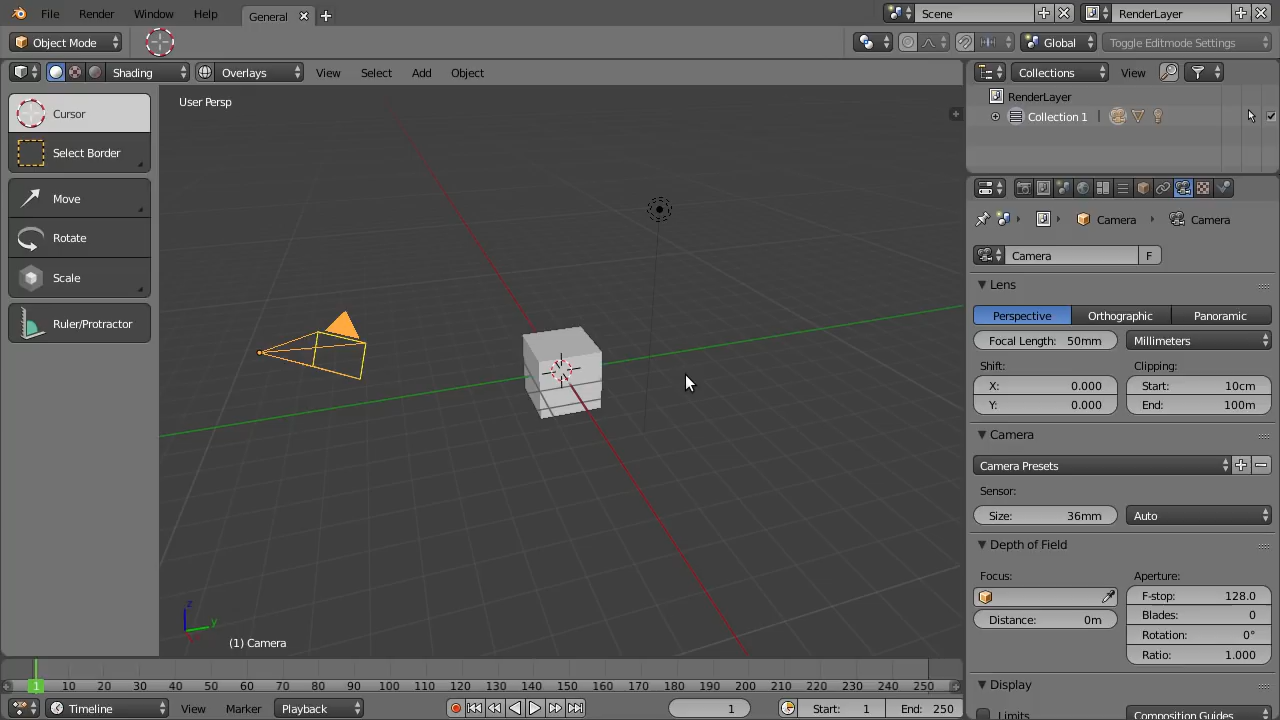 File Render Window Help General Scene RenderLayer
Object Mode Global Toggle Editmode Settings
Shading Overlays View Select Add Object Collections View
User Persp
Cursor
Select Border
Move
Rotate
Scale
Ruler/Protractor
z
y
(1) Camera
RenderLayer
Collection 1
Camera Camera
Camera F
Lens
Perspective Orthographic Panoramic
Focal Length: 50mm Millimeters
Shift: Clipping:
X: 0.000 Start: 10cm
Y: 0.000 End: 100m
Camera
Camera Presets
Sensor:
Size: 36mm Auto
Depth of Field
Focus: Aperture:
F-stop: 128.0
Distance: 0m Blades: 0
Rotation: 0°
Ratio: 1.000
Display
Limits Composition Guides
1 10 20 30 40 50 60 70 80 90 100 110 120 130 140 150 160 170 180 190 200 210 220 230 240 250
Timeline View Marker Playback 1 Start: 1 End: 250